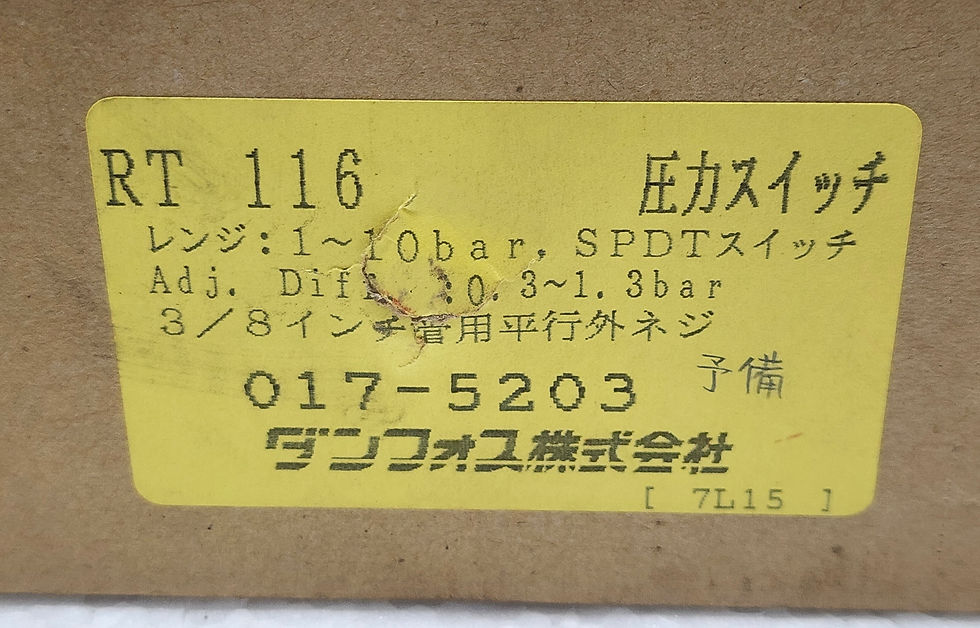 RT 116 圧力スイッチ
レンジ:1~10bar. SPDTスイッチ
Adj. Diff :0.3~1.3bar
3/8インチ管用平行外ネジ
017-5203 予備
ダンフォス株式会社
[ 7L15 ]